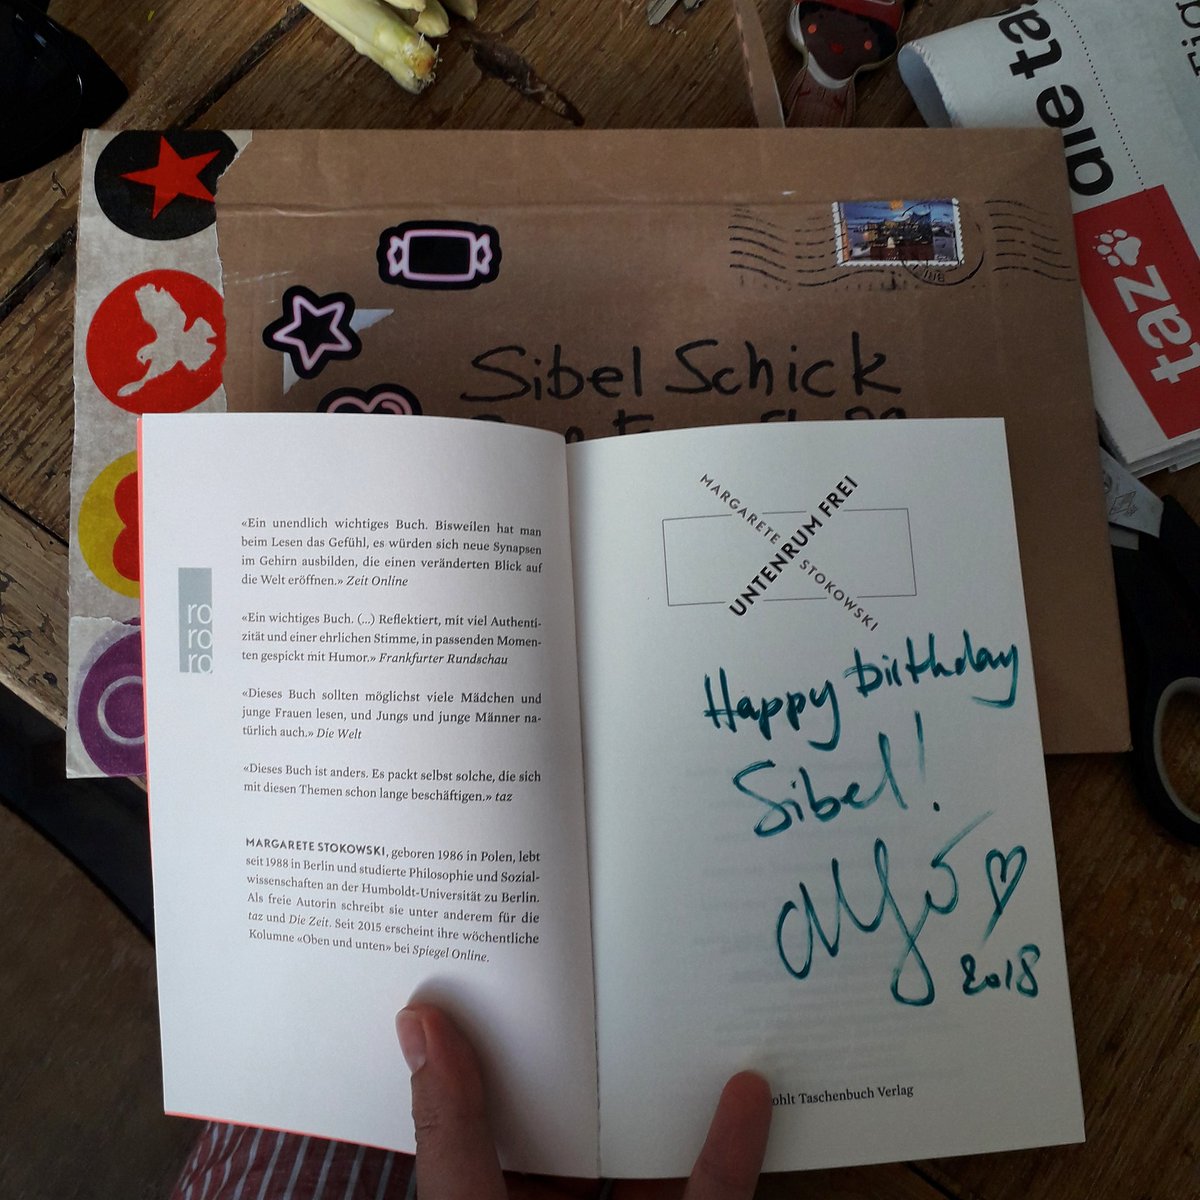 die ta
taz
Sibel Schick
«Ein unendlich wichtiges Buch. Bisweilen hat man
beim Lesen das Gefühl, es würden sich neue Synapsen
im Gehirn ausbilden, die einen veränderten Blick auf
die Welt eröffnen.» Zeit Online
«Ein wichtiges Buch. (...) Reflektiert, mit viel Authenti-
zität und einer ehrlichen Stimme, in passenden Momen-
ten gespickt mit Humor.» Frankfurter Rundschau
«Dieses Buch sollten möglichst viele Mädchen und
junge Frauen lesen, und Jungs und junge Männer na-
türlich auch.» Die Welt
«Dieses Buch ist anders. Es packt selbst solche, die sich
mit diesen Themen schon lange beschäftigen.» taz
MARGARETE STOKOWSKI, geboren 1986 in Polen, lebt
seit 1988 in Berlin und studierte Philosophie und Sozial-
wissenschaften an der Humboldt-Universität zu Berlin.
Als freie Autorin schreibt sie unter anderem für die
taz und Die Zeit. Seit 2015 erscheint ihre wöchentliche
Kolumne «Oben und unten» bei Spiegel Online.
ro
ro
ro
MARGARETE STOKOWSKI
UNTENRUM FREI
Happy birthday
Sibel!
2018
ohlt Taschenbuch Verlag